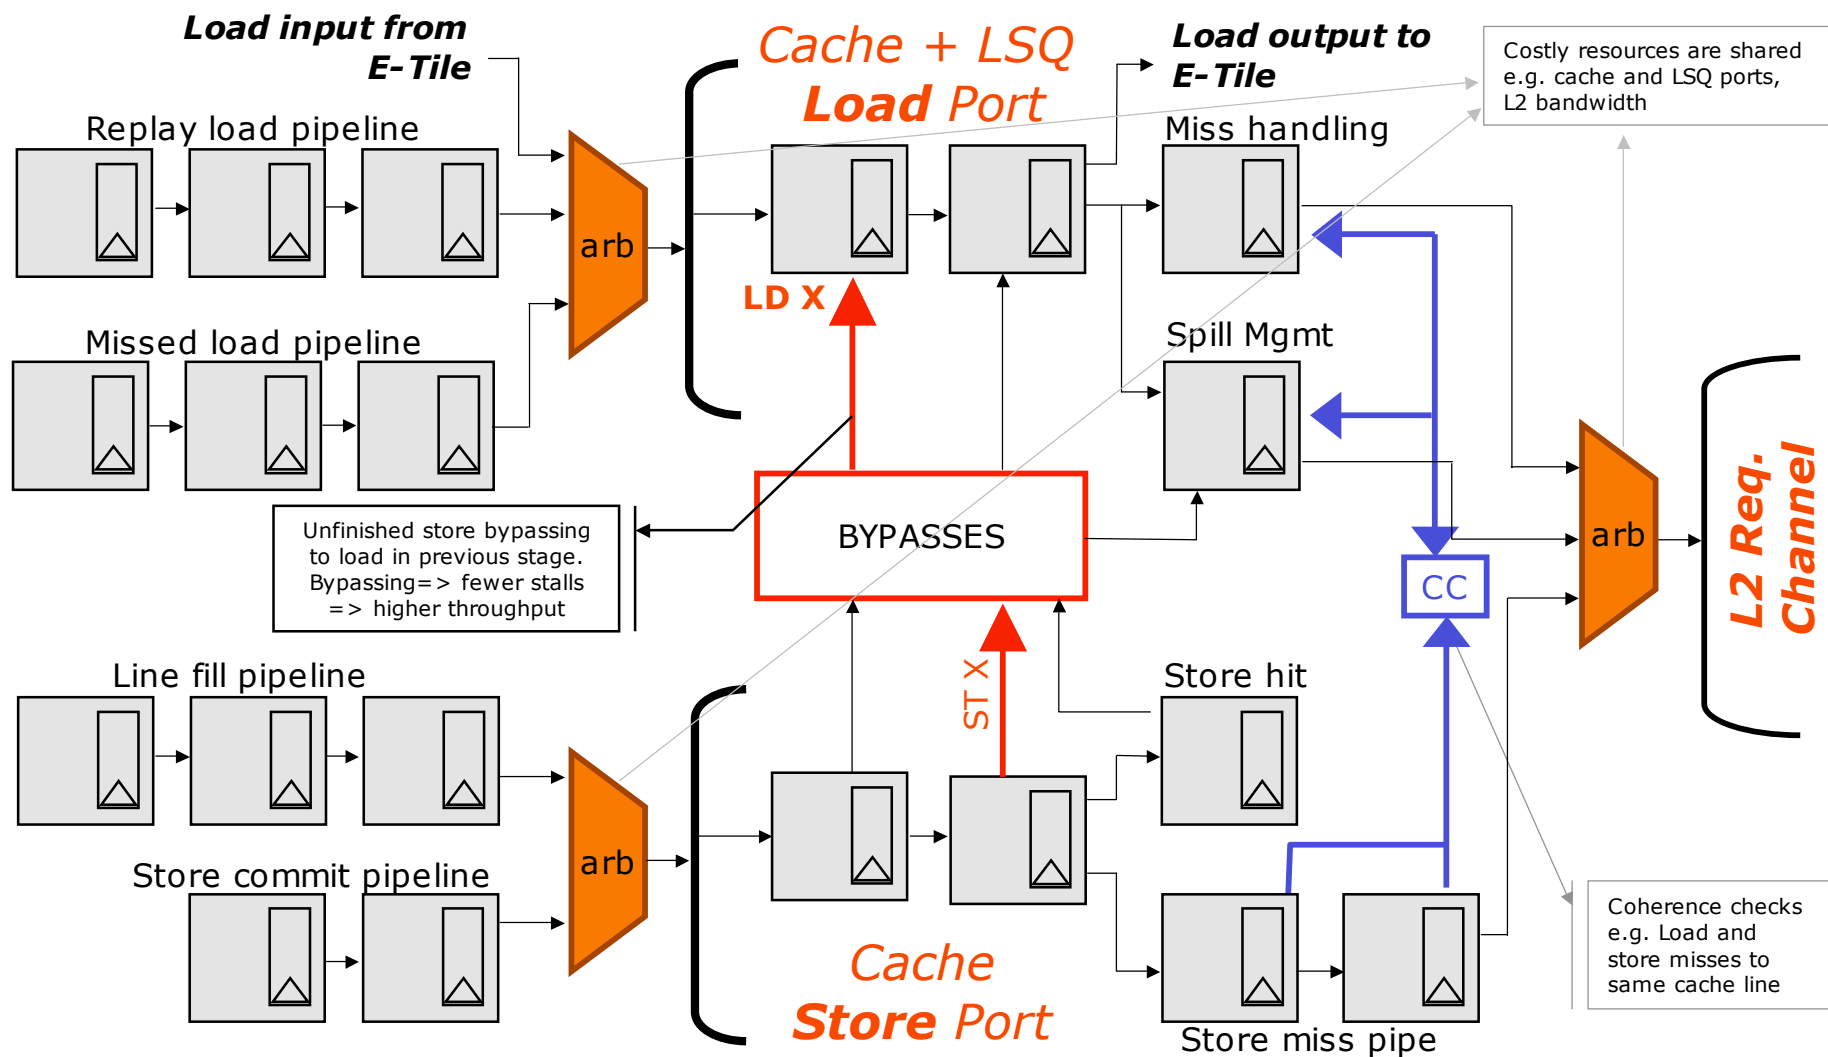 Load input from
E-Tile
Cache + LSQ
Load Port
Load output to
E-Tile
Costly resources are shared
e.g. cache and LSQ ports,
L2 bandwidth
Replay load pipeline
Miss handling
arb
LD X
Missed load pipeline
Spill Mgmt
Unfinished store bypassing
to load in previous stage.
Bypassing=> fewer stalls
=> higher throughput
BYPASSES
CC
arb
L2 Req.
Channel
Line fill pipeline
ST X
Store hit
arb
Store commit pipeline
Cache
Store Port
Store miss pipe
Coherence checks
e.g. Load and
store misses to
same cache line